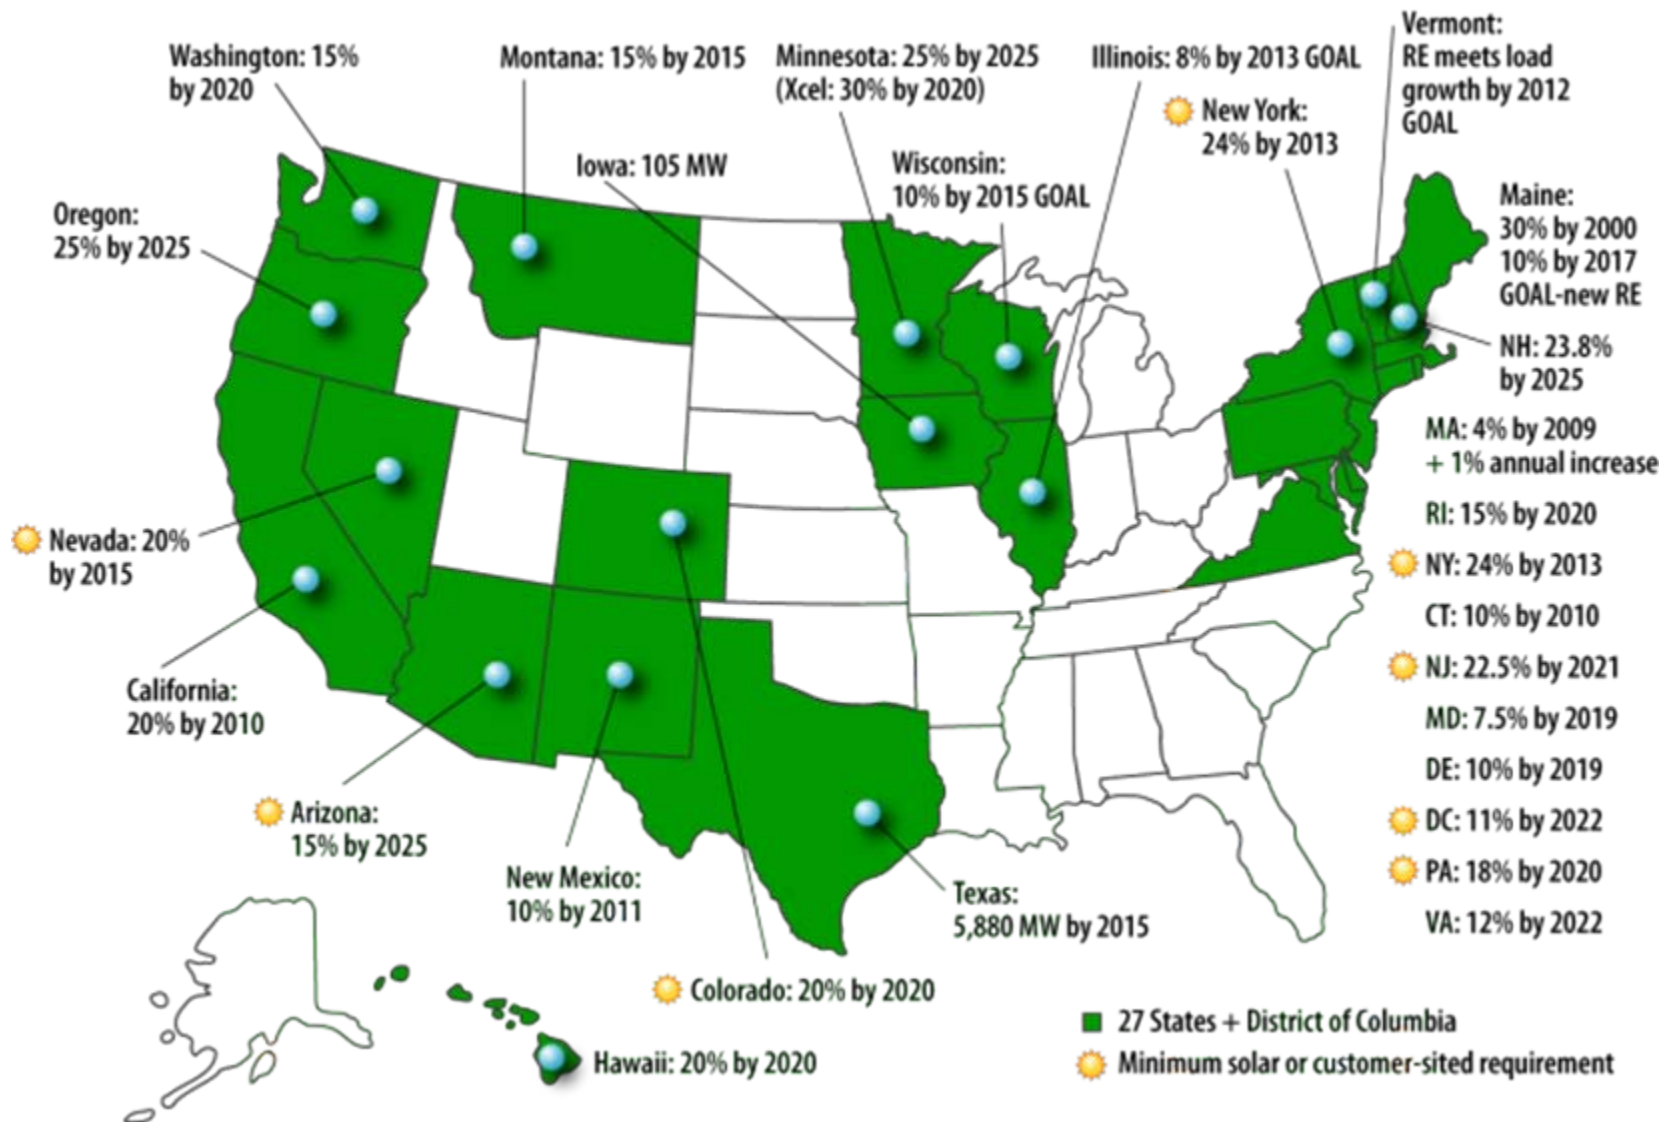 Washington: 15%
by 2020
Montana: 15% by 2015
Minnesota: 25% by 2025
(Xcel: 30% by 2020)
Illinois: 8% by 2013 GOAL
Vermont:
RE meets load
growth by 2012
GOAL
New York:
24% by 2013
Iowa: 105 MW
Wisconsin:
10% by 2015 GOAL
Oregon:
25% by 2025
Maine:
30% by 2000
10% by 2017
GOAL-new RE
NH: 23.8%
by 2025
MA: 4% by 2009
+ 1% annual increase
RI: 15% by 2020
Nevada: 20%
by 2015
NY: 24% by 2013
CT: 10% by 2010
NJ: 22.5% by 2021
California:
20% by 2010
MD: 7.5% by 2019
DE: 10% by 2019
Arizona:
15% by 2025
DC: 11% by 2022
PA: 18% by 2020
New Mexico:
10% by 2011
Texas:
5,880 MW by 2015
VA: 12% by 2022
Colorado: 20% by 2020
Hawaii: 20% by 2020
27 States + District of Columbia
Minimum solar or customer-sited requirement